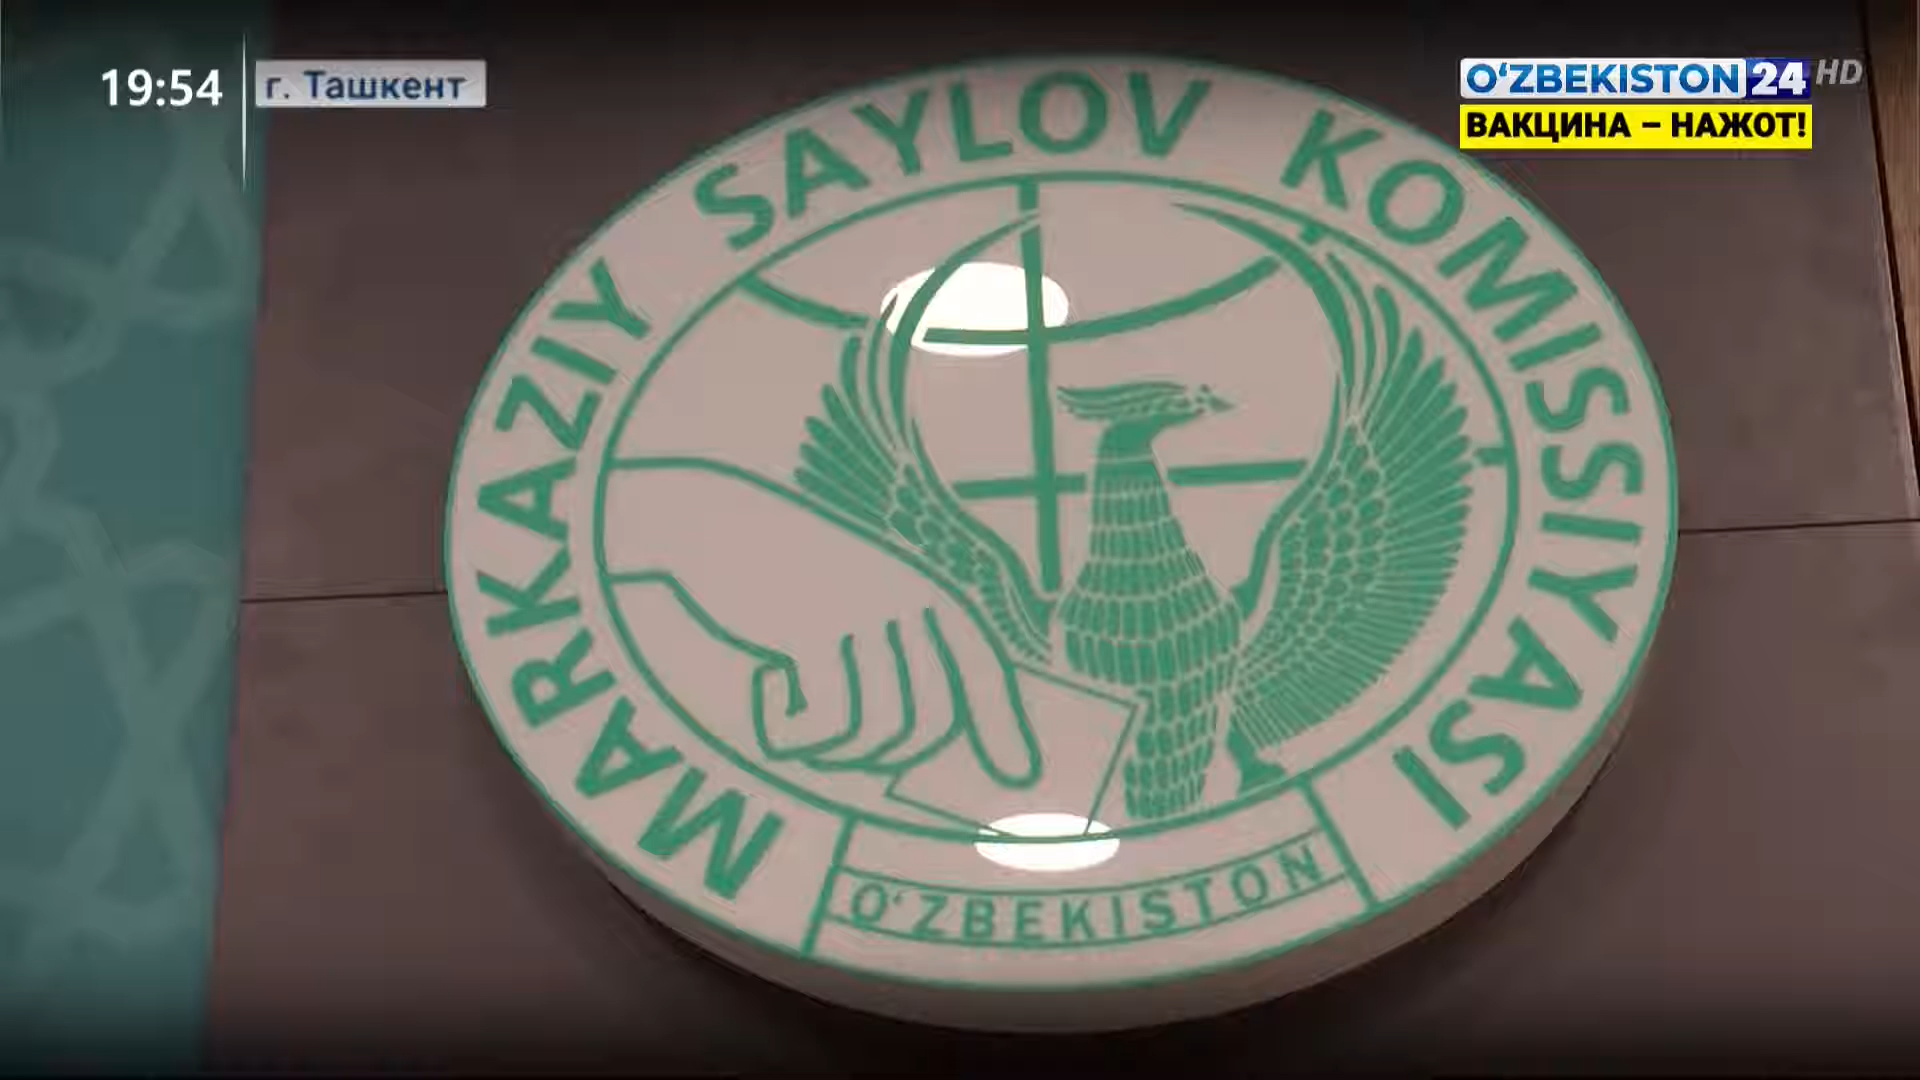 19:54
г. Ташкент
O‘ZBEKISTON 24 HD
ВАКЦИНА – НАЖОТ!
MARKAZIY SAYLOV KOMISSIYASI
O‘ZBEKISTON